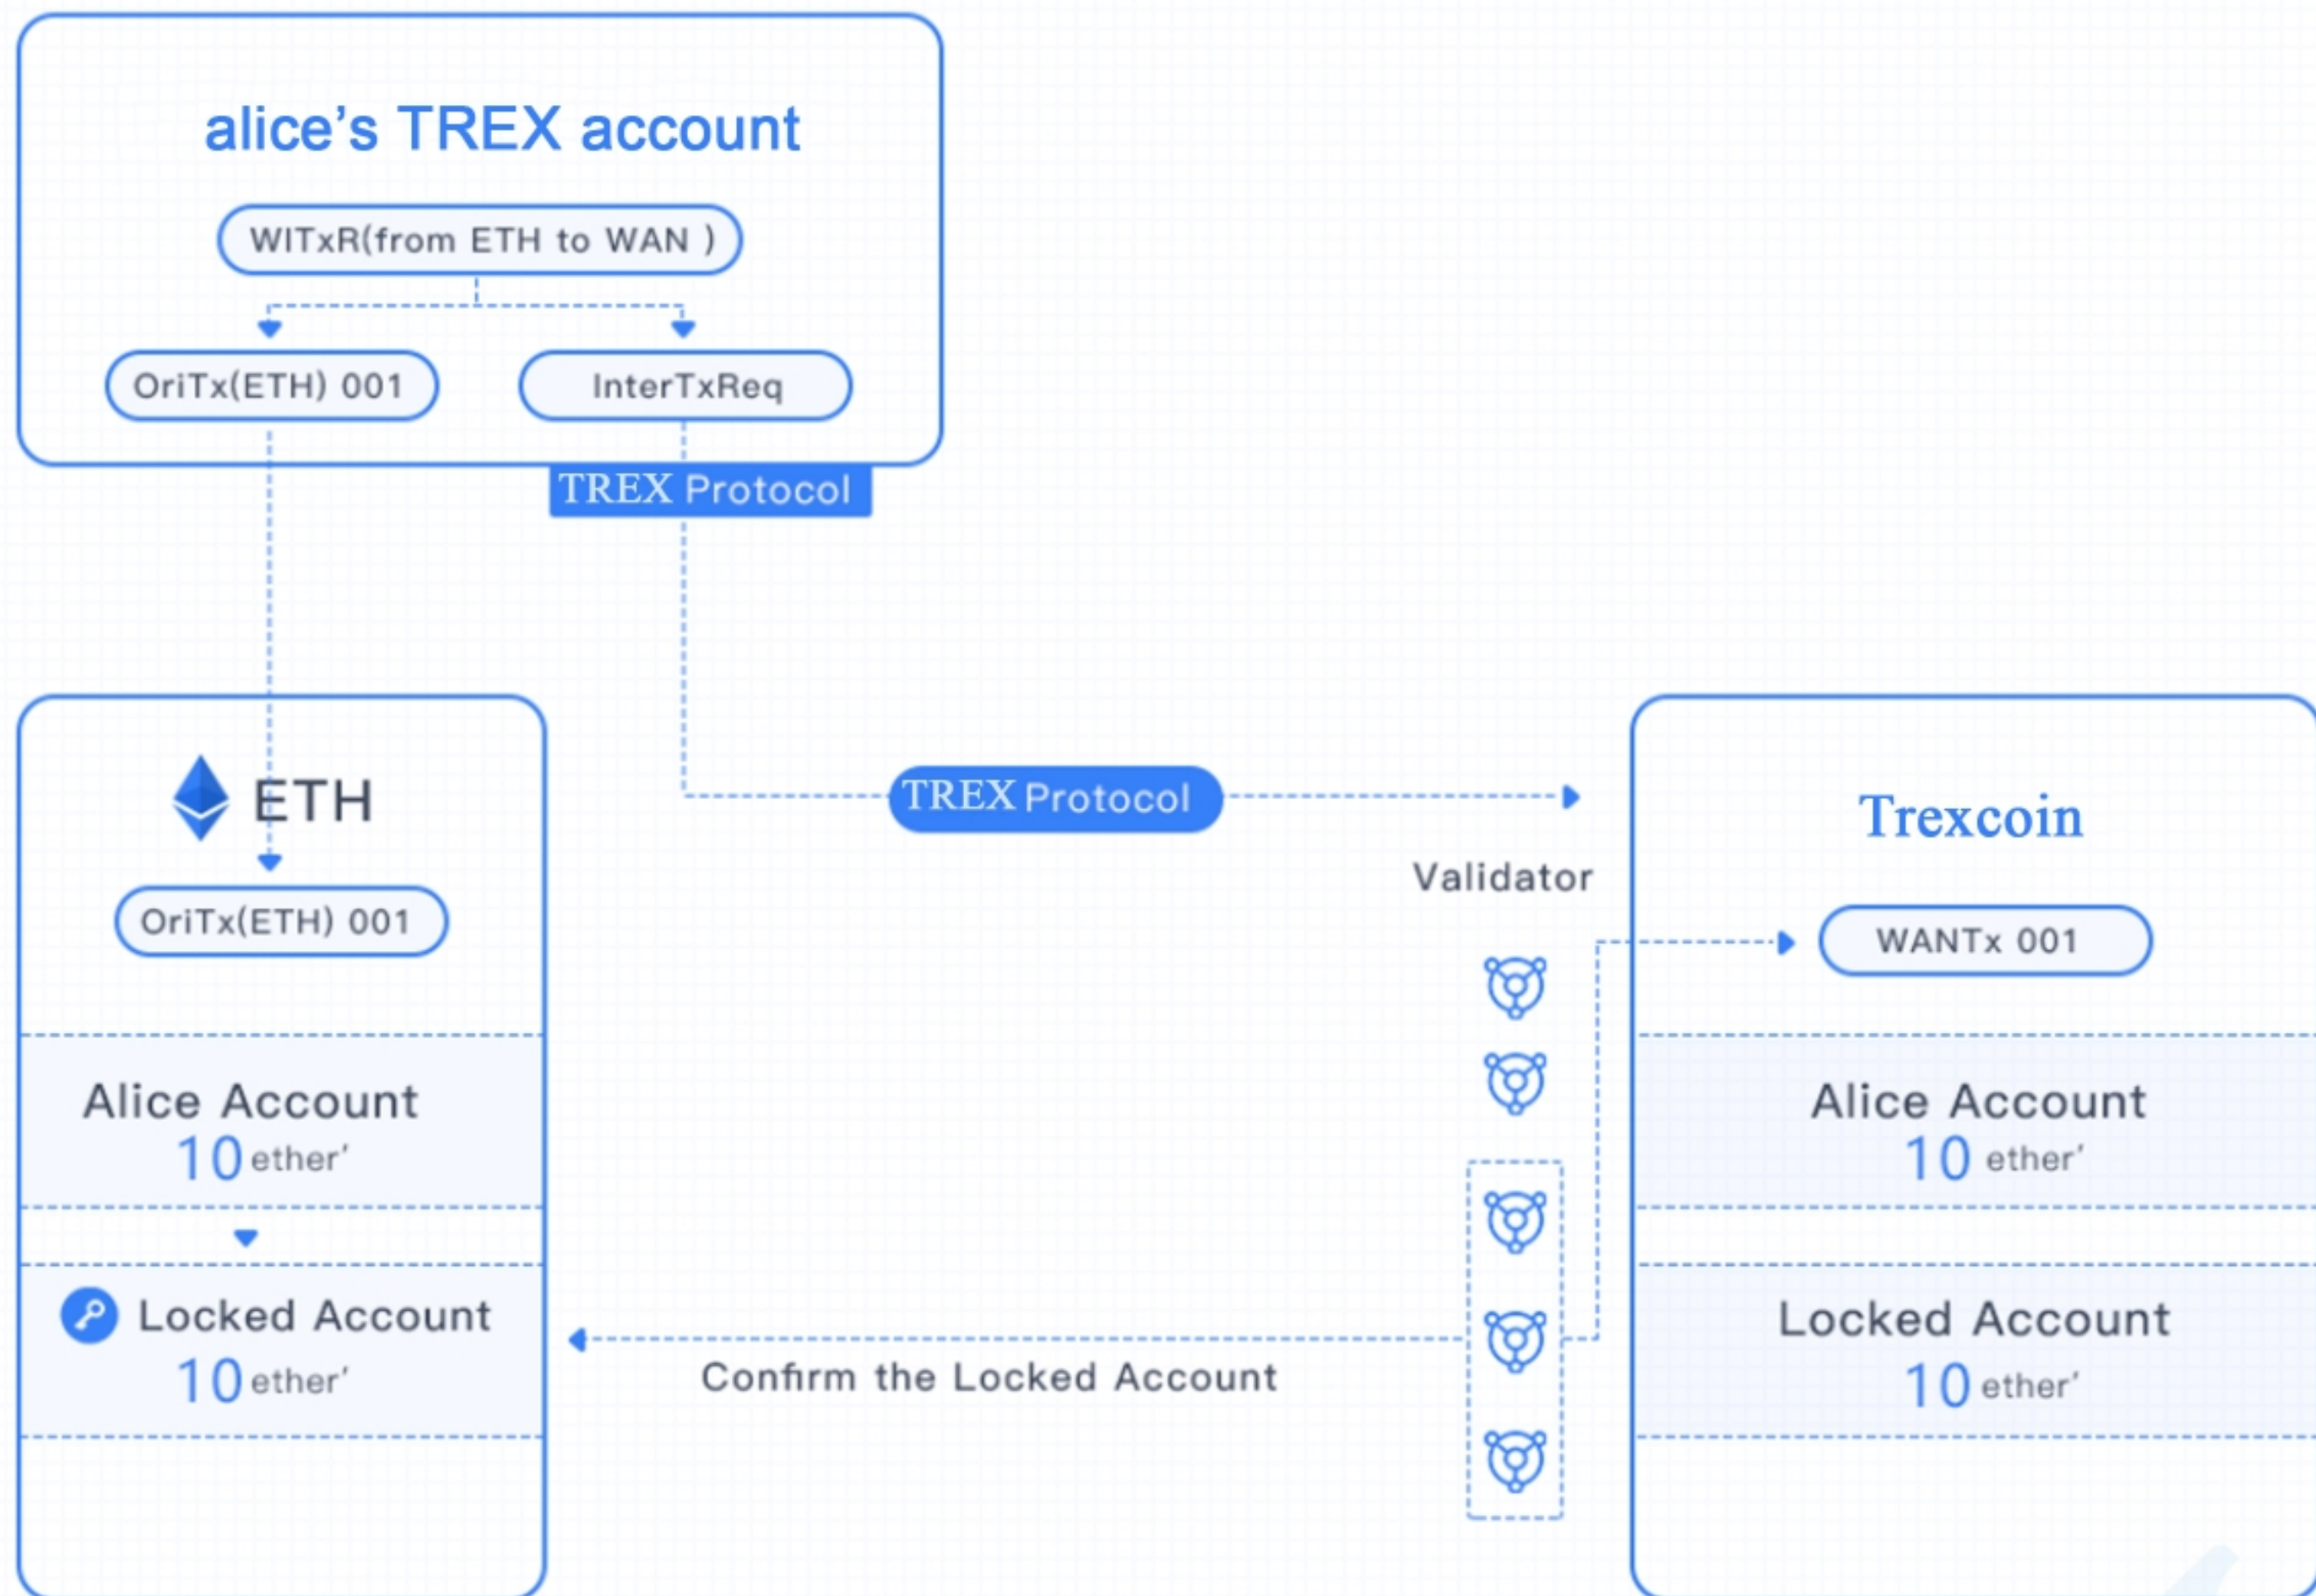 alice’s TREX account
WITxR(from ETH to WAN )
OriTx(ETH) 001
InterTxReq
TREX Protocol
ETH
OriTx(ETH) 001
Alice Account
10 ether′
Locked Account
10 ether′
TREX Protocol
Validator
Confirm the Locked Account
Trexcoin
WANTx 001
Alice Account
10 ether′
Locked Account
10 ether′